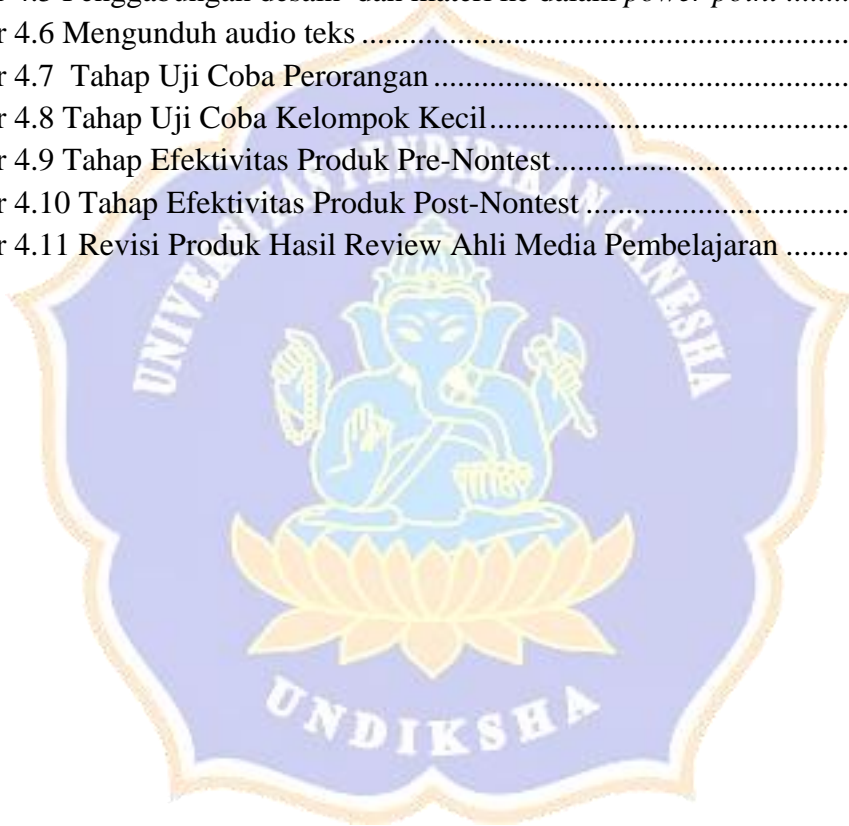 4.6 Mengunduh audio teks ................................................................
4.7 Tahap Uji Coba Perorangan ................................................................
4.8 Tahap Uji Coba Kelompok Kecil................................................................
4.9 Tahap Efektivitas Produk Pre-Nontest................................................................
4.10 Tahap Efektivitas Produk Post-Nontest ................................................................
4.11 Revisi Produk Hasil Review Ahli Media Pembelajaran ........
UNIVERSITAS PENDIDIKAN GANESHA
UNDIKSHA